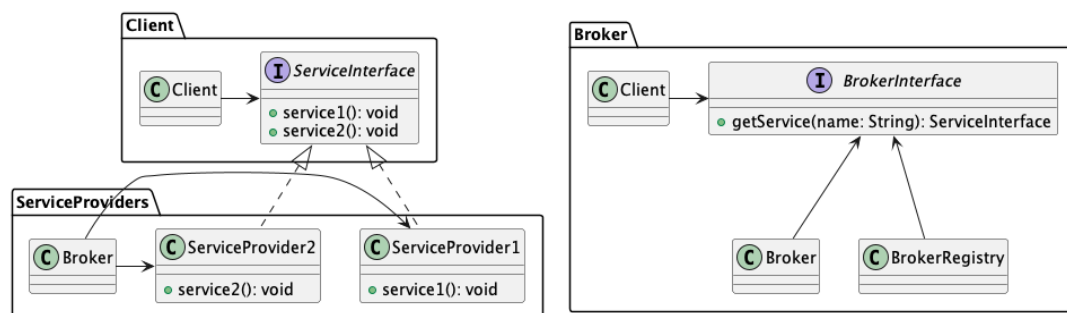 Client
C Client
I ServiceInterface
service1(): void
service2(): void
ServiceProviders
C Broker
C ServiceProvider2
service2(): void
C ServiceProvider1
service1(): void
Broker
C Client
I BrokerInterface
getService(name: String): ServiceInterface
C Broker
C BrokerRegistry